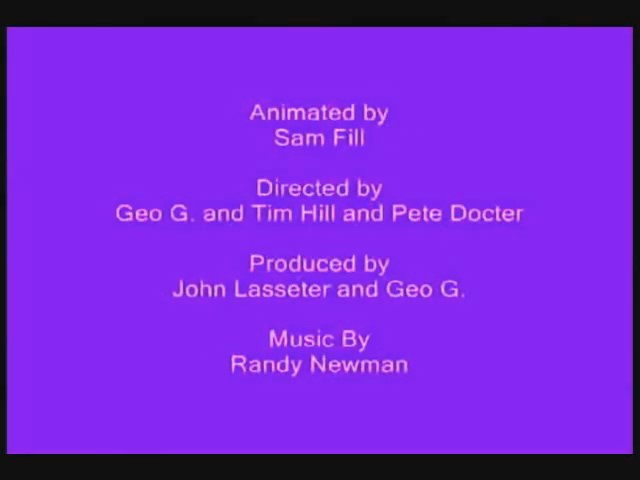 Animated by
Sam Fill
Directed by
Geo G. and Tim Hill and Pete Docter
Produced by
John Lasseter and Geo G.
Music By
Randy Newman